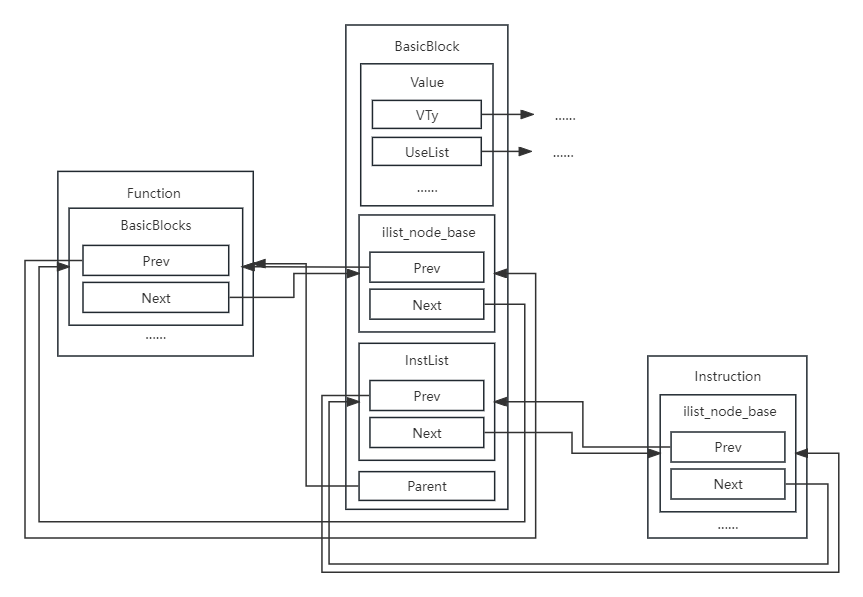 BasicBlock
Value
VTy
......
UseList
......
......
Function
BasicBlocks
Prev
Next
......
ilist_node_base
Prev
Next
InstList
Prev
Next
Parent
Instruction
ilist_node_base
Prev
Next
......